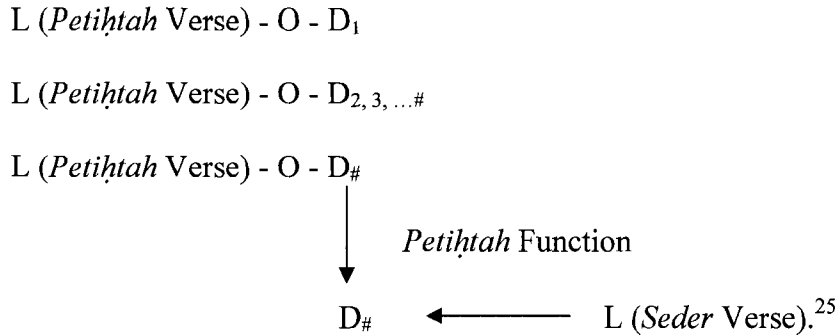 L (Petiḥtah Verse) - O - D₁
L (Petiḥtah Verse) - O - D₂, ₃, …#
L (Petiḥtah Verse) - O - D#
Petiḥtah Function
D# L (Seder Verse).²⁵